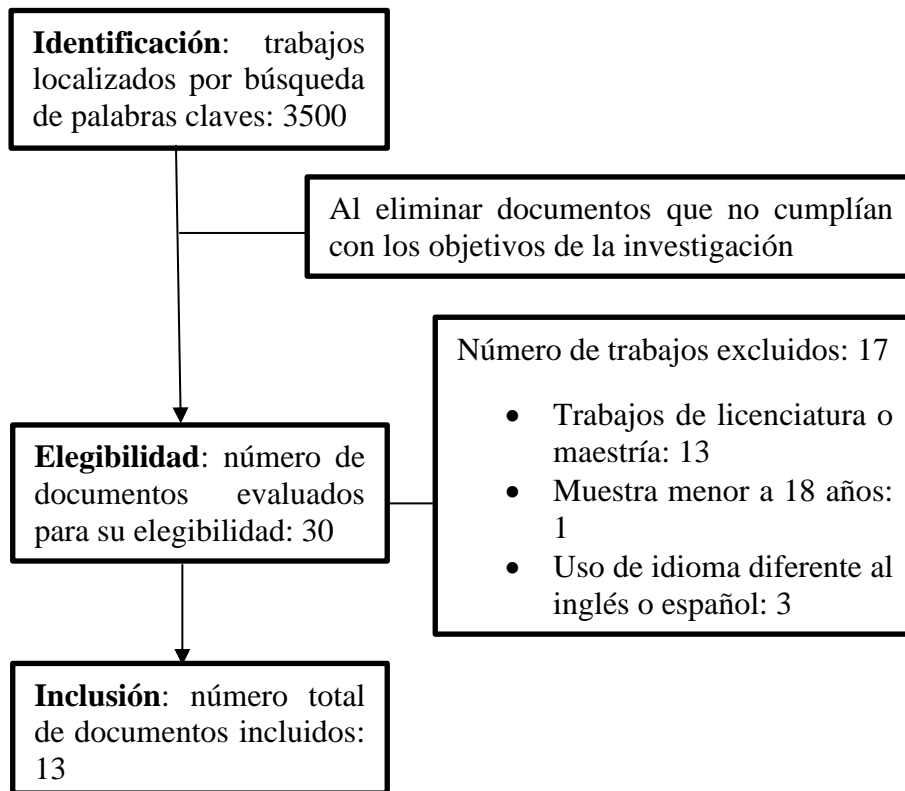 Identificación: trabajos
localizados por búsqueda
de palabras claves: 3500
Al eliminar documentos que no cumplían
con los objetivos de la investigación
Número de trabajos excluidos: 17
• Trabajos de licenciatura o
maestría: 13
• Muestra menor a 18 años:
1
• Uso de idioma diferente al
inglés o español: 3
Elegibilidad: número de
documentos evaluados
para su elegibilidad: 30
Inclusión: número total
de documentos incluidos:
13